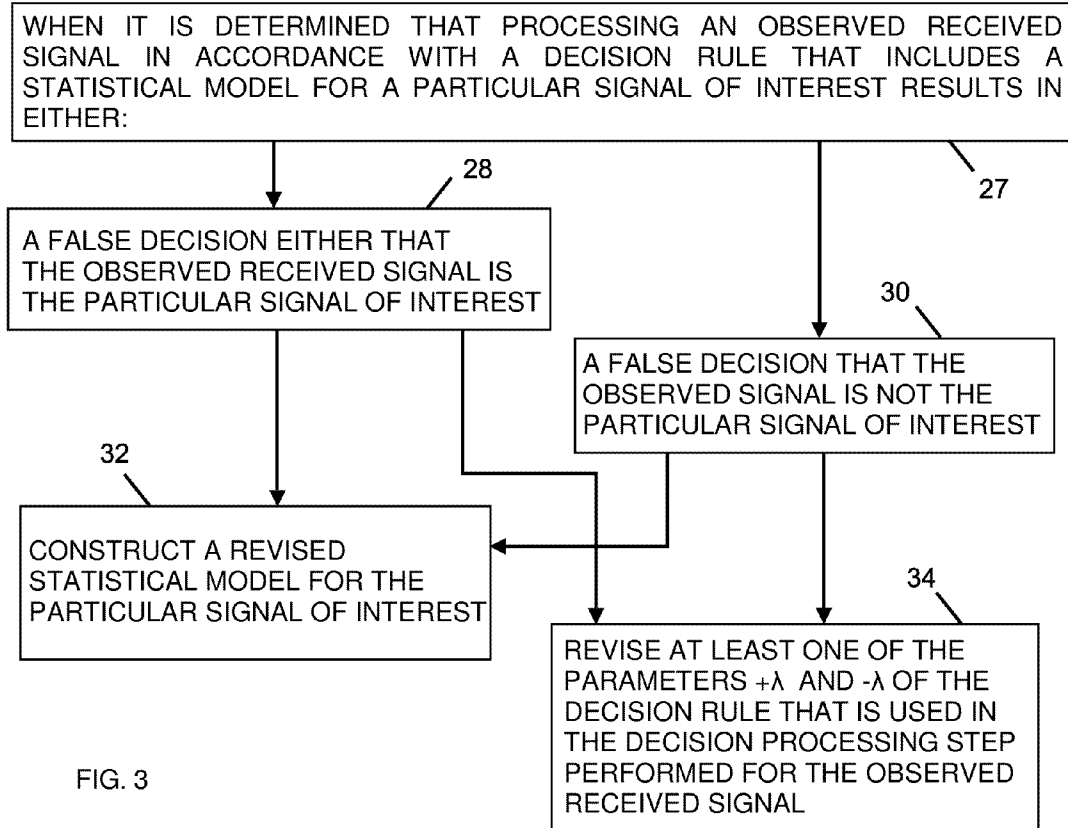 WHEN IT IS DETERMINED THAT PROCESSING AN OBSERVED RECEIVED
SIGNAL IN ACCORDANCE WITH A DECISION RULE THAT INCLUDES A
STATISTICAL MODEL FOR A PARTICULAR SIGNAL OF INTEREST RESULTS IN
EITHER:
27
28
A FALSE DECISION EITHER THAT
THE OBSERVED RECEIVED SIGNAL IS
THE PARTICULAR SIGNAL OF INTEREST
30
A FALSE DECISION THAT THE
OBSERVED SIGNAL IS NOT THE
PARTICULAR SIGNAL OF INTEREST
32
CONSTRUCT A REVISED
STATISTICAL MODEL FOR THE
PARTICULAR SIGNAL OF INTEREST
34
REVISE AT LEAST ONE OF THE
PARAMETERS +λ AND -λ OF THE
DECISION RULE THAT IS USED IN
THE DECISION PROCESSING STEP
PERFORMED FOR THE OBSERVED
RECEIVED SIGNAL
FIG. 3